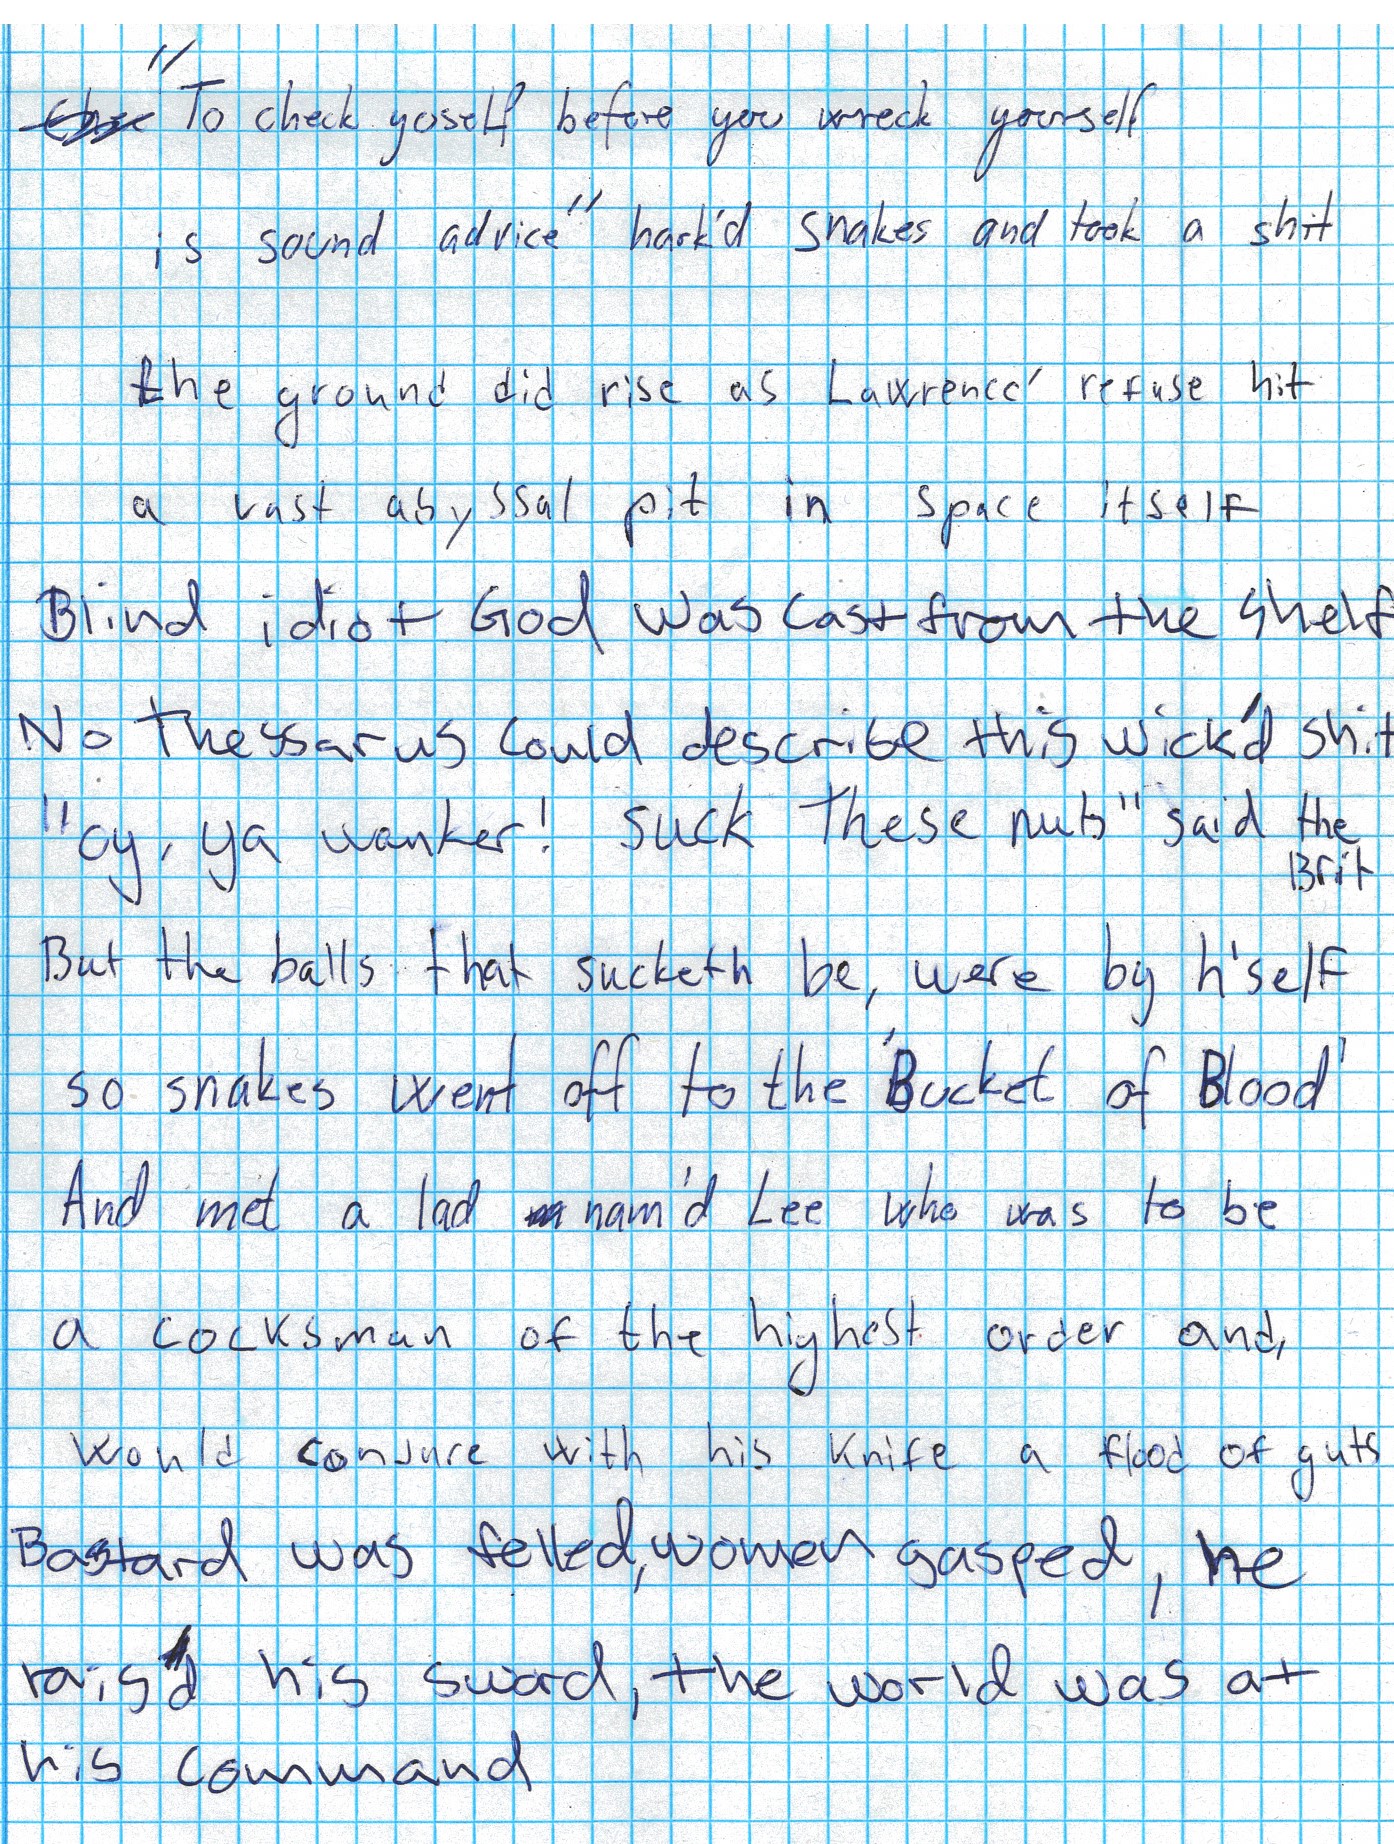 "To check yoself before you wreck yourself
is sound advice" hark'd snakes and took a shit
the ground did rise as Lawrence' refuse hit
a vast abyssal pit in space itself
Blind idiot God was cast from the shelf
No Thessarus could describe this wick'd shit
"oy, ya wanker! suck these nuts" said the
Brit
But the balls that sucketh be, were by h'self
so snakes went off to the 'Bucket of Blood'
And met a lad nam'd Lee who was to be
a cocksman of the highest order and,
would conjure with his knife a flood of guts
Bastard was felled, women gasped, he
rais'd his sword, the world was at
his command